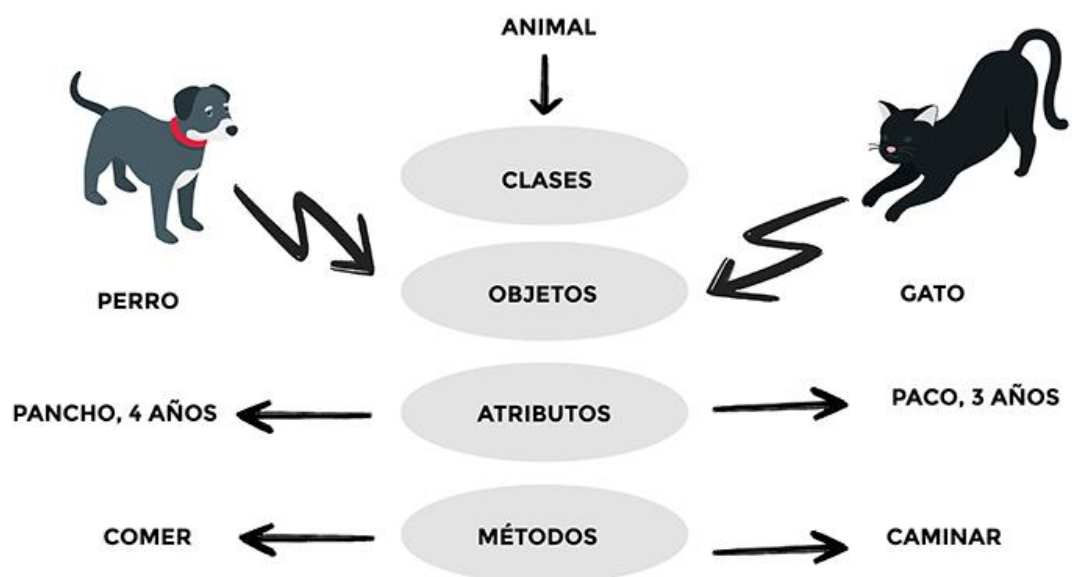 ANIMAL
CLASES
OBJETOS
PERRO
GATO
PANCHO, 4 AÑOS
ATRIBUTOS
PACO, 3 AÑOS
COMER
MÉTODOS
CAMINAR